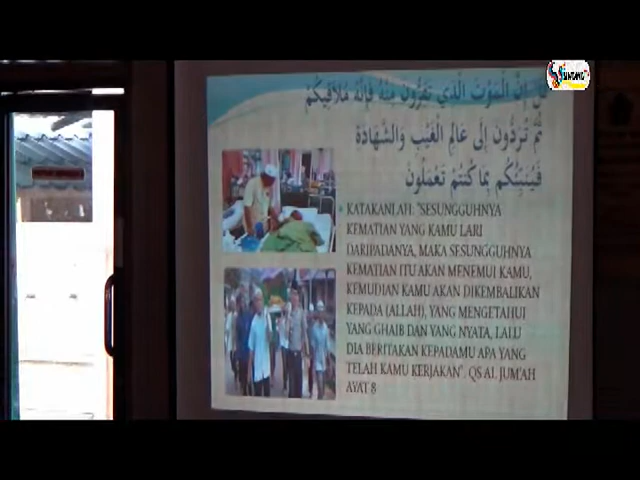 قُلْ إِنَّ الْمَوْتَ الَّذِي تَفِرُّونَ مِنْهُ فَإِنَّهُ مُلَاقِيكُمْ
ثُمَّ تُرَدُّونَ إِلَى عَالِمِ الْغَيْبِ وَالشَّهَادَةِ
فَيُنَبِّئُكُم بِمَا كُنتُمْ تَعْمَلُونَ
KATAKANLAH: "SESUNGGUHNYA
KEMATIAN YANG KAMU LARI
DARIPADANYA, MAKA SESUNGGUHNYA
KEMATIAN ITU AKAN MENEMUI KAMU,
KEMUDIAN KAMU AKAN DIKEMBALIKAN
KEPADA (ALLAH), YANG MENGETAHUI
YANG GHAIB DAN YANG NYATA, LALU
DIA BERITAKAN KEPADAMU APA YANG
TELAH KAMU KERJAKAN". QS AL JUM'AH
AYAT 8